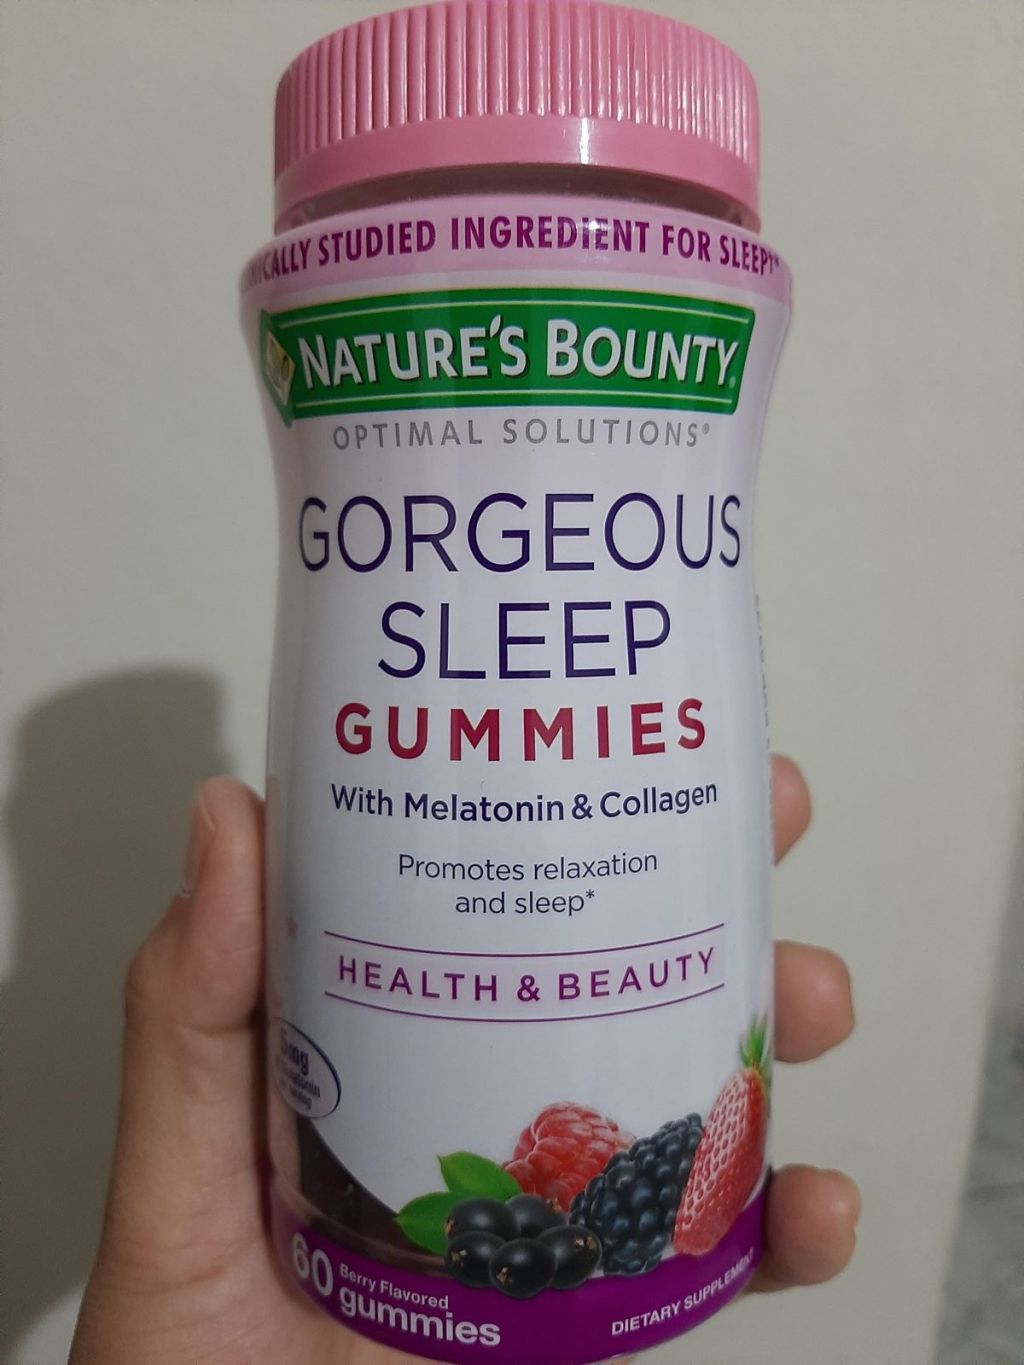 STUDIED INGREDIENT FOR SLEEP†*
NATURE'S BOUNTY®
OPTIMAL SOLUTIONS®
GORGEOUS
SLEEP
GUMMIES
With Melatonin & Collagen
Promotes relaxation
and sleep*
HEALTH & BEAUTY
5mg
60 Berry Flavored
gummies
DIETARY SUPPLEMENT